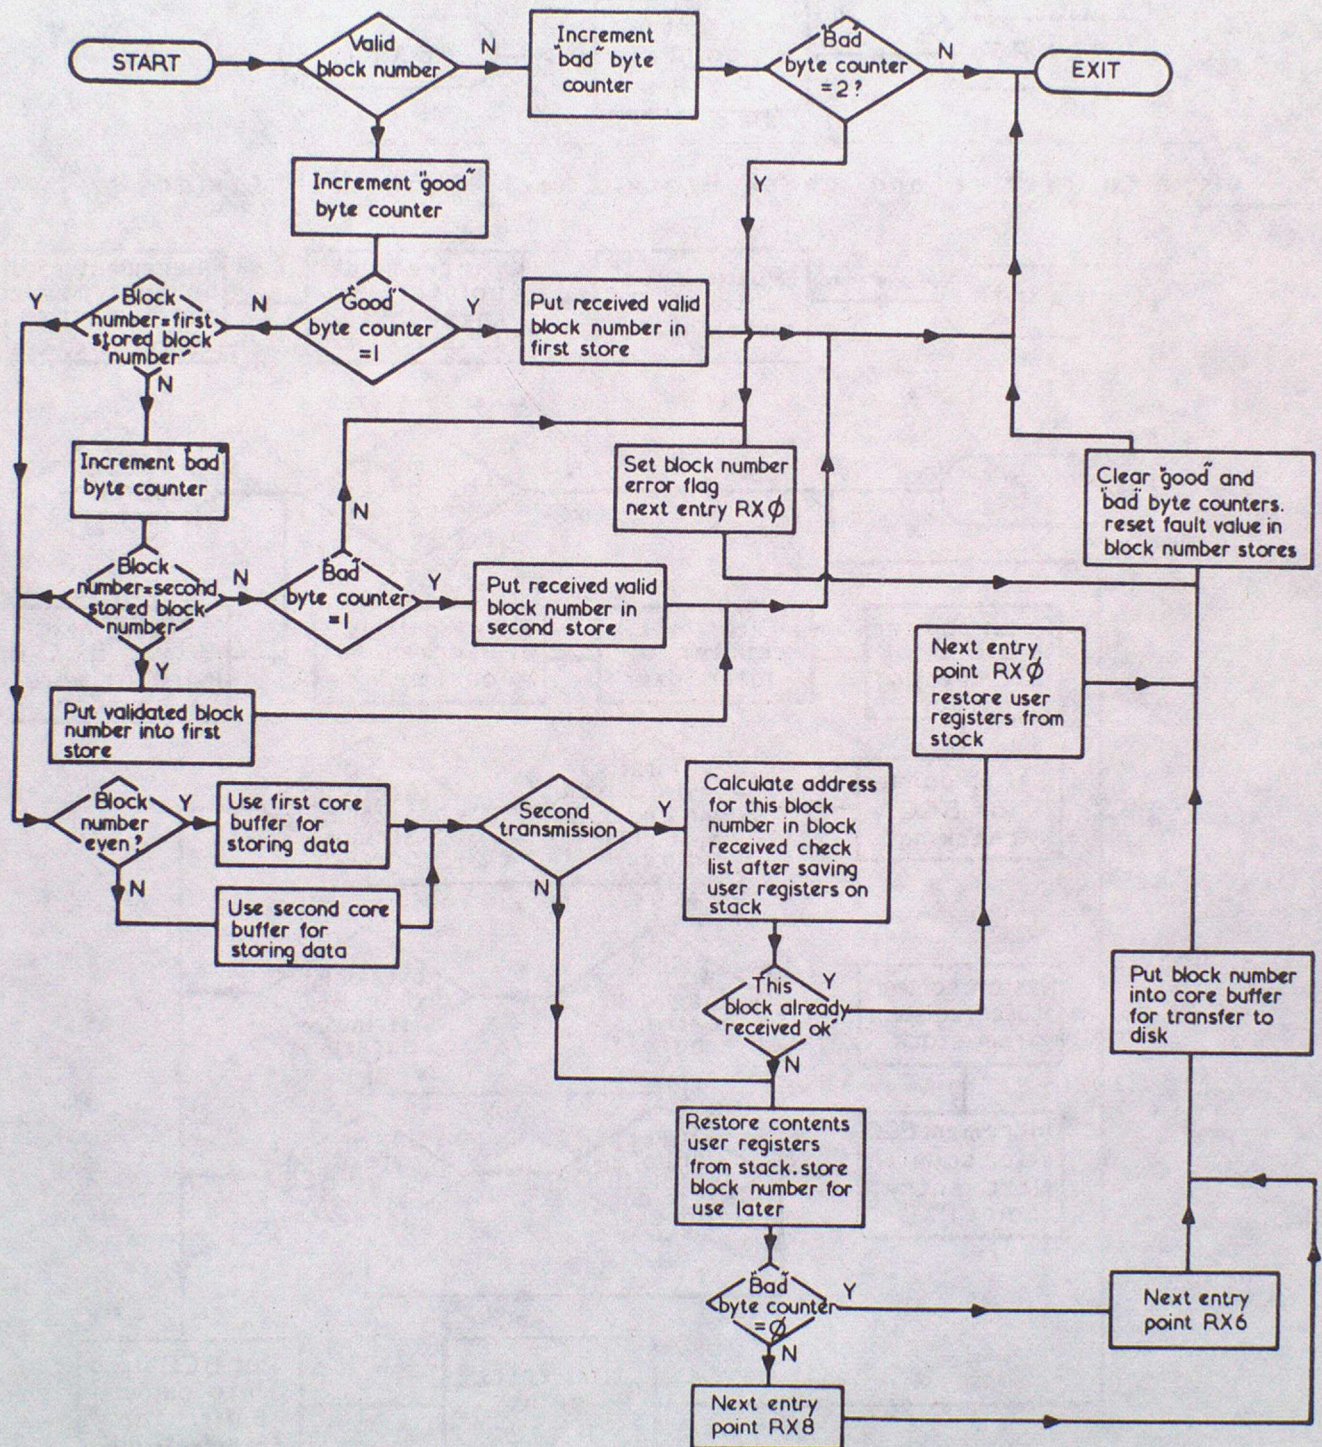 START
Valid
block number
N
Increment
"bad" byte
counter
"Bad"
byte counter
=2?
N
EXIT
Increment "good"
byte counter
Y
Y
Block
number=first
stored block
number
N
"Good"
byte counter
=1
Y
Put received valid
block number in
first store
N
Increment "bad"
byte counter
N
Set block number
error flag
next entry RXØ
Clear "good" and
"bad" byte counters.
reset fault value in
block number stores
Block
number=second
stored block
number
N
"Bad"
byte counter
=1
Y
Put received valid
block number in
second store
Y
Put validated block
number into first
store
Next entry
point RXØ
restore user
registers from
stock
Block
number
even?
Y
Use first core
buffer for
storing data
Second
transmission
Y
Calculate address
for this block
number in block
received check
list after saving
user registers on
stack
N
Use second core
buffer for
storing data
N
This
block already
received ok
Y
N
Put block number
into core buffer
for transfer to
disk
Restore contents
user registers
from stack.store
block number for
use later
"Bad"
byte counter
=Ø
Y
Next entry
point RX6
N
Next entry
point RX8